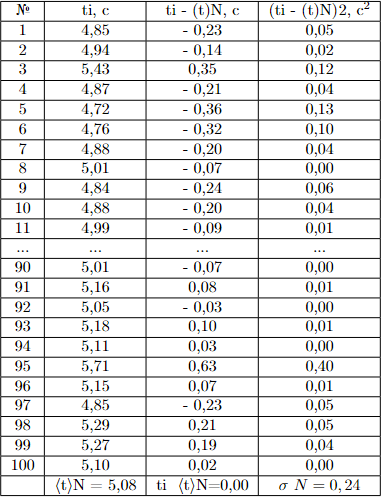 № ti, c ti - (t)N, c (ti - (t)N)2, c²
1 4,85 - 0,23 0,05
2 4,94 - 0,14 0,02
3 5,43 0,35 0,12
4 4,87 - 0,21 0,04
5 4,72 - 0,36 0,13
6 4,76 - 0,32 0,10
7 4,88 - 0,20 0,04
8 5,01 - 0,07 0,00
9 4,84 - 0,24 0,06
10 4,88 - 0,20 0,04
11 4,99 - 0,09 0,01
... ... ... ...
90 5,01 - 0,07 0,00
91 5,16 0,08 0,01
92 5,05 - 0,03 0,00
93 5,18 0,10 0,01
94 5,11 0,03 0,00
95 5,71 0,63 0,40
96 5,15 0,07 0,01
97 4,85 - 0,23 0,05
98 5,29 0,21 0,05
99 5,27 0,19 0,04
100 5,10 0,02 0,00
⟨t⟩N = 5,08 ti ⟨t⟩N=0,00 σ N = 0,24